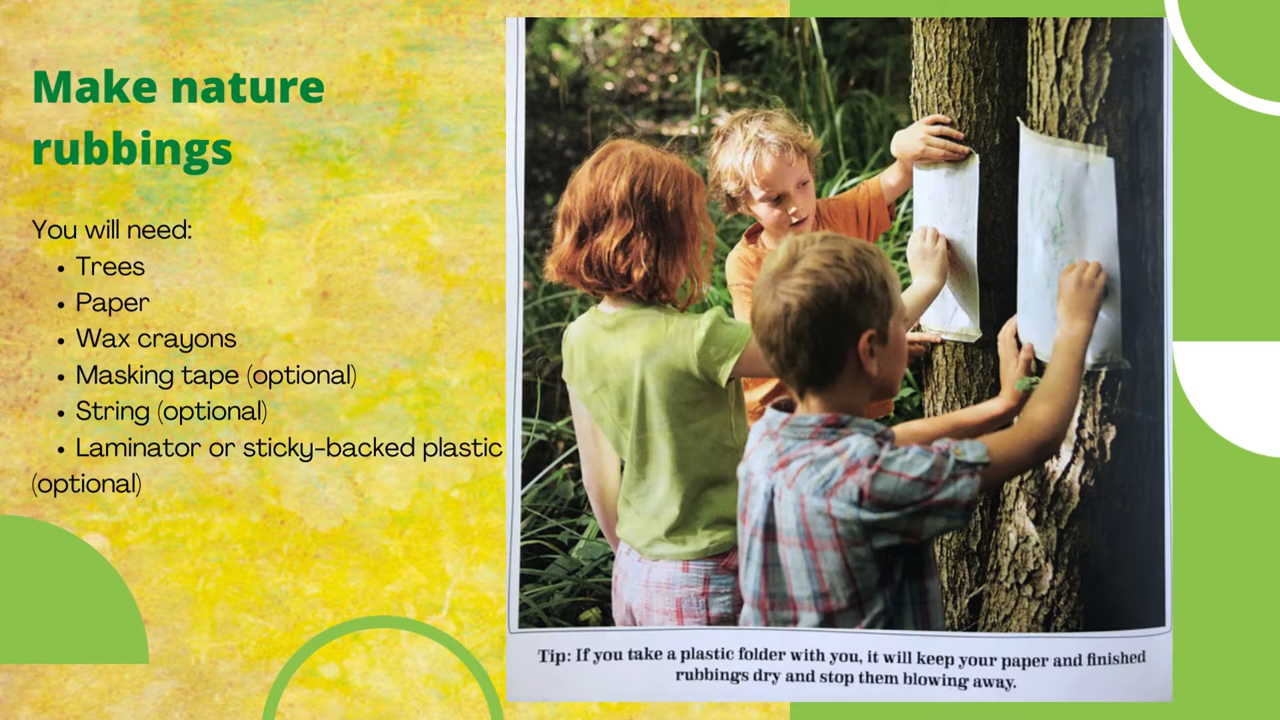 Make nature
rubbings
You will need:
• Trees
• Paper
• Wax crayons
• Masking tape (optional)
• String (optional)
• Laminator or sticky-backed plastic
(optional)
Tip: If you take a plastic folder with you, it will keep your paper and finished
rubbings dry and stop them blowing away.